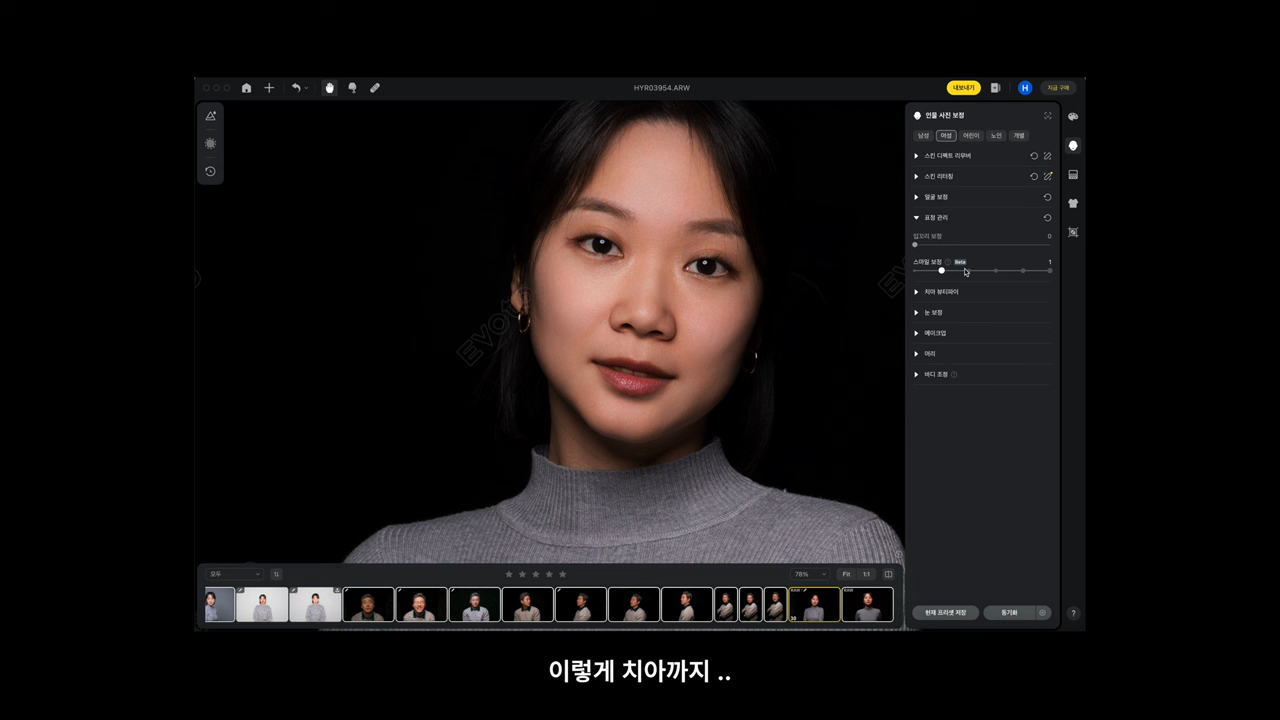 HYR03954.ARW
내보내기
H
지금 구매
인물 사진 보정
남성 여성 어린이 노인 개별
스킨 디펙트 리무버
스킨 리터칭
얼굴 보정
표정 관리
입꼬리 보정 0
스마일 보정 ? Beta 1
치아 뷰티파이
눈 보정
메이크업
머리
바디 조정 ?
Evoto
Ev
모두
78%
Fit 1:1
30
현재 프리셋 저장
동기화
?
이렇게 치아까지 ..